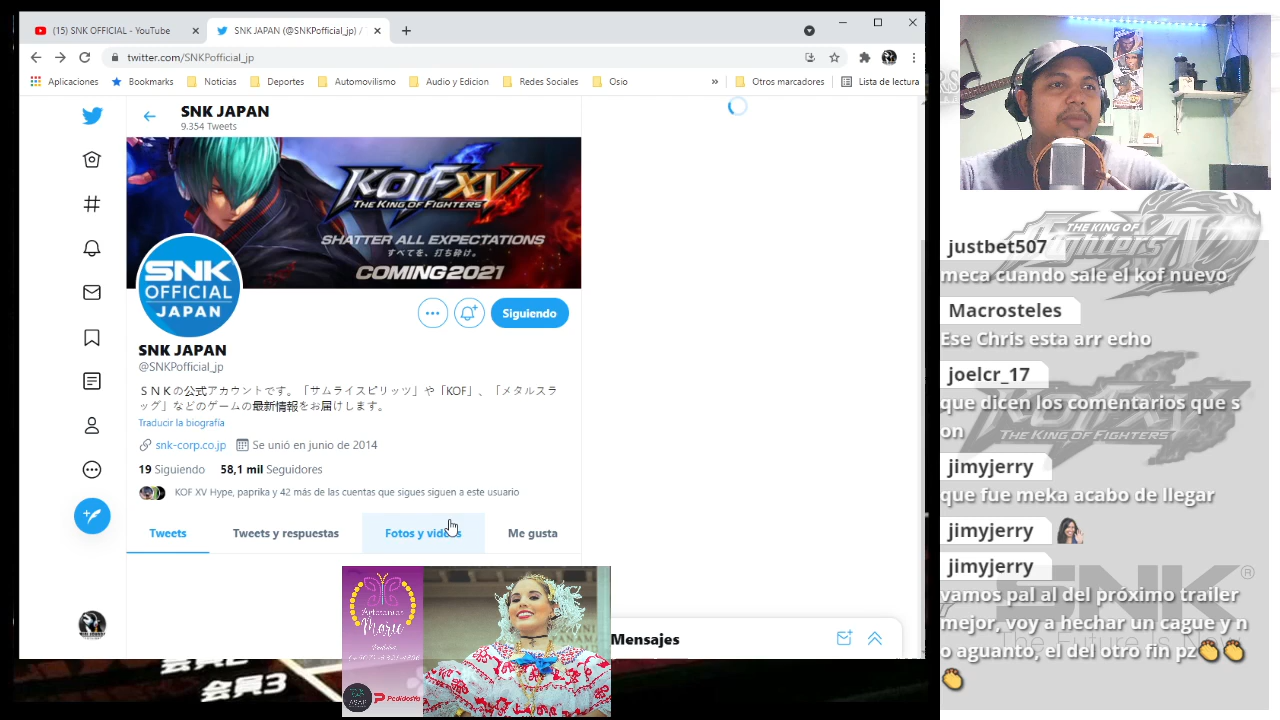 (15) SNK OFFICIAL - YouTube
SNK JAPAN (@SNKPofficial_jp) /
twitter.com/SNKPofficial_jp
Aplicaciones
Bookmarks
Noticias
Deportes
Automovilismo
Audio y Edicion
Redes Sociales
Osio
»
Otros marcadores
Lista de lectura
SNK JAPAN
9.354 Tweets
KOF XV
THE KING OF FIGHTERS
SHATTER ALL EXPECTATIONS
すべてを、打ち砕け。
COMING 2021
SNK
OFFICIAL
JAPAN
Siguiendo
SNK JAPAN
@SNKPofficial_jp
ＳＮＫの公式アカウントです。「サムライスピリッツ」や「KOF」、「メタルスラ
ッグ」などのゲームの最新情報をお届けします。
Traducir la biografía
snk-corp.co.jp
Se unió en junio de 2014
19 Siguiendo
58,1 mil Seguidores
KOF XV Hype, paprika y 42 más de las cuentas que sigues siguen a este usuario
Tweets
Tweets y respuestas
Fotos y videos
Me gusta
Mensajes
Artesanías
Marie
PedidosYa
会員3
justbet507
meca cuando sale el kof nuevo
Macrosteles
Ese Chris esta arr echo
joelcr_17
que dicen los comentarios que s
on
jimyjerry
que fue meka acabo de llegar
jimyjerry
jimyjerry
vamos pal al del próximo trailer
mejor, voy a hechar un cague y n
o aguanto, el del otro fin pz👏👏
👏
THE KING OF
Fighters XV
THE KING OF FIGHTERS
SNK®
The Future Is Now